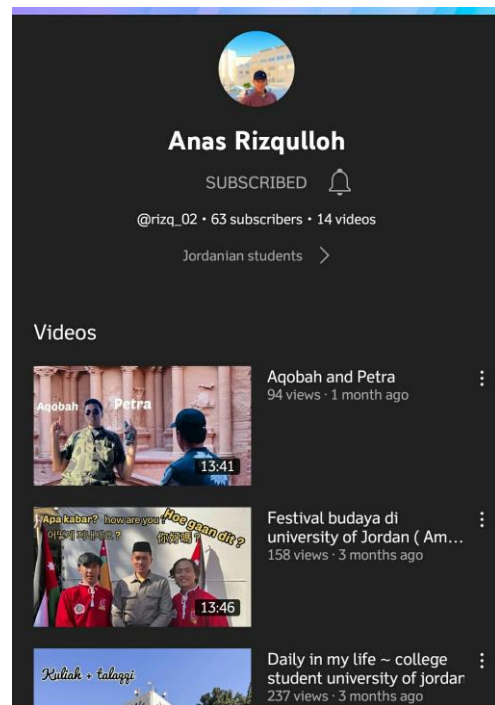 Anas Rizqulloh
SUBSCRIBED
@rizq_02 • 63 subscribers • 14 videos
Jordanian students
Videos
Aqobah Petra
13:41
Aqobah and Petra
94 views · 1 month ago
Apa kabar? how are you? Hoe gaan dit?
你好嗎?
13:46
Festival budaya di
university of Jordan ( Am...
158 views · 3 months ago
Kuliah + talaqqi
Daily in my life ~ college
student university of jordan
237 views · 3 months ago